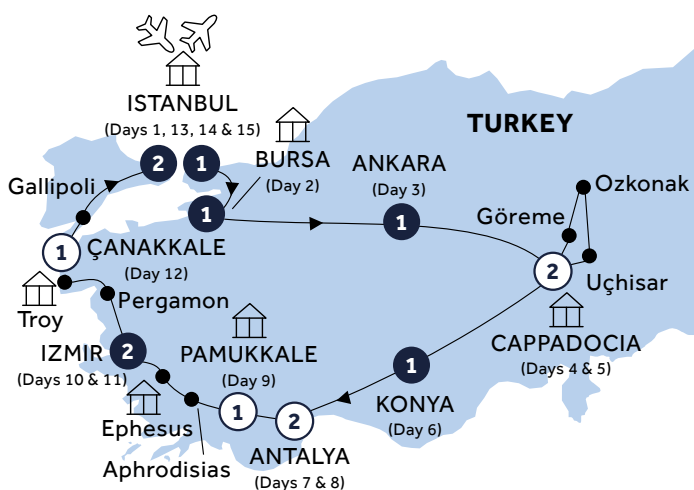 ISTANBUL
(Days 1, 13, 14 & 15)
2
1
TURKEY
BURSA
(Day 2)
ANKARA
(Day 3)
Gallipoli
1
1
Ozkonak
Göreme
1
ÇANAKKALE
(Day 12)
2
Uçhisar
Troy
Pergamon
CAPPADOCIA
(Days 4 & 5)
IZMIR
(Days 10 & 11)
2
PAMUKKALE
(Day 9)
1
KONYA
(Day 6)
Ephesus
1
2
Aphrodisias
ANTALYA
(Days 7 & 8)